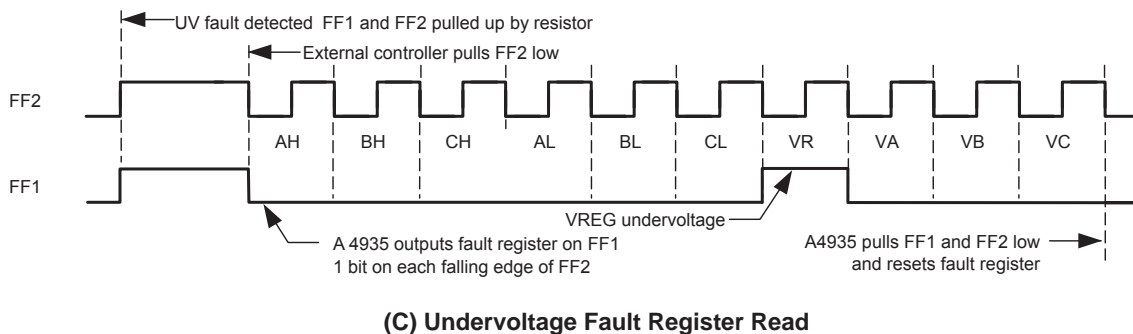 UV fault detected FF1 and FF2 pulled up by resistor
External controller pulls FF2 low
FF2
AH BH CH AL BL CL VR VA VB VC
FF1
VREG undervoltage
A 4935 outputs fault register on FF1
1 bit on each falling edge of FF2
A4935 pulls FF1 and FF2 low
and resets fault register
(C) Undervoltage Fault Register Read